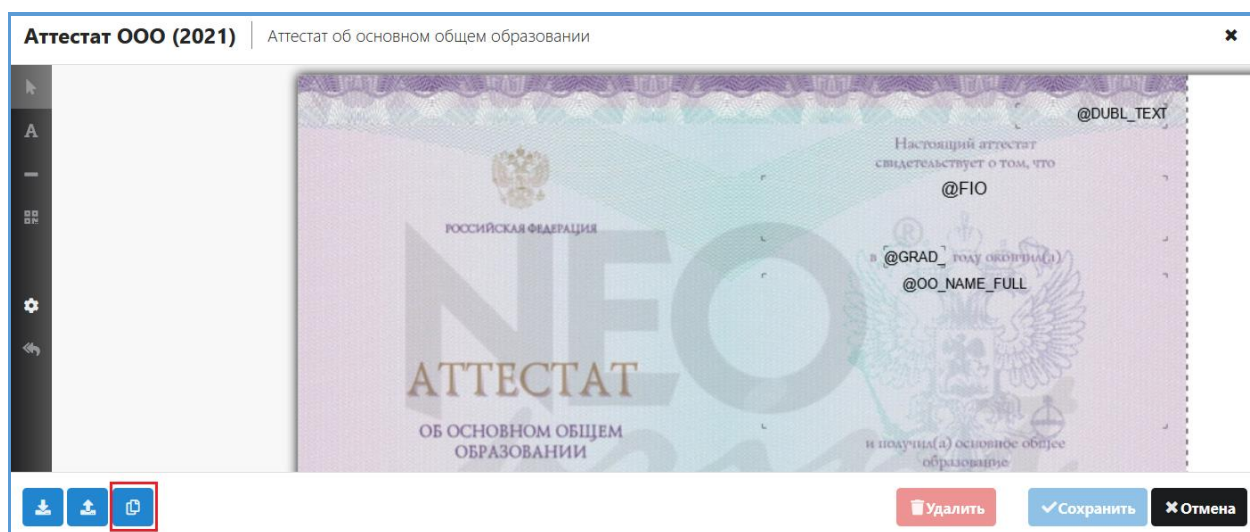 Аттестат ООО (2021)
Аттестат об основном общем образовании
A
@DUBL_TEXT
Настоящий аттестат
свидетельствует о том, что
@FIO
РОССИЙСКАЯ ФЕДЕРАЦИЯ
в @GRAD_ году окончил(а)
@OO_NAME_FULL
NEO
АТТЕСТАТ
ОБ ОСНОВНОМ ОБЩЕМ
ОБРАЗОВАНИИ
и получил(а) основное общее
образование
Удалить
Сохранить
Отмена